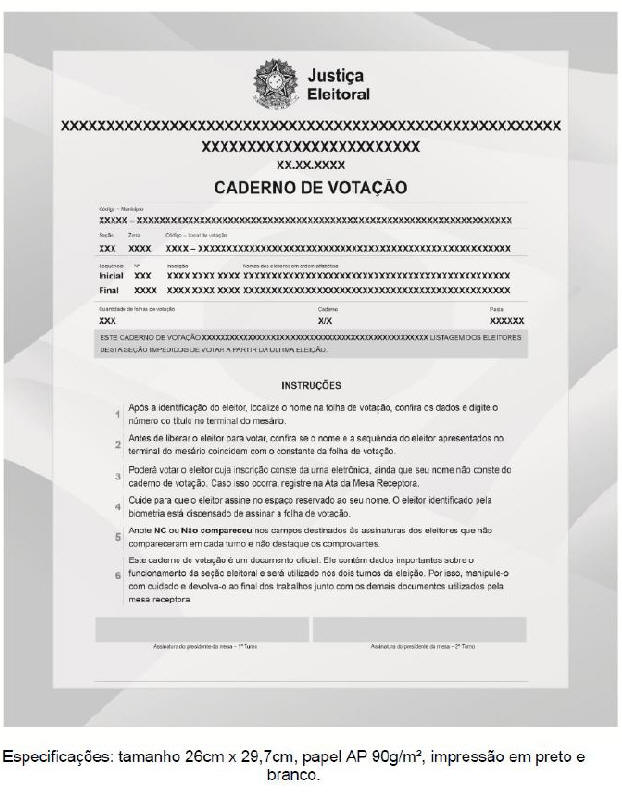 Justiça
Eleitoral
XXXXXXXXXXXXXXXXXXXXXXXXXXXXXXXXXXXXXXXXXXXXXXXXXXXXXXX
XXXXXXXXXXXXXXXXXXXXXXXX
XX.XX.XXXX
CADERNO DE VOTAÇÃO
Código – Município
XXXXX – XXXXXXXXXXXXXXXXXXXXXXXXXXXXXXXXXXXXXXXXXXXXXXXXXXXXXXXXXXXX
Seção Zona Código – local de votação
XXX XXXX XXXX – XXXXXXXXXXXXXXXXXXXXXXXXXXXXXXXXXXXXXXXXXXXXXXXXX
Sequência Nº Inscrição Nomes dos eleitores em ordem alfabética
Inicial XXX XXXX XXXX XXXX XXXXXXXXXXXXXXXXXXXXXXXXXXXXXXXXXXXXXXXXXX
Final XXXX XXXX XXXX XXXX XXXXXXXXXXXXXXXXXXXXXXXXXXXXXXXXXXXXXXXXXX
Quantidade de folhas de votação Caderno Pasta
XXX X/X XXXXXX
ESTE CADERNO DE VOTAÇÃO XXXXXXXXXXXXXXXXXXXXXXXXXXXXXXXXXXXXXXX LISTAGEM DOS ELEITORES
DESTA SEÇÃO IMPEDIDOS DE VOTAR A PARTIR DA ÚLTIMA ELEIÇÃO.
INSTRUÇÕES
1 Após a identificação do eleitor, localize o nome na folha de votação, confira os dados e digite o
número do título no terminal do mesário.
2 Antes de liberar o eleitor para votar, confira se o nome e a sequência do eleitor apresentados no
terminal do mesário coincidem com o constante da folha de votação.
3 Poderá votar o eleitor cuja inscrição conste da urna eletrônica, ainda que seu nome não conste do
caderno de votação. Caso isso ocorra, registre na Ata da Mesa Receptora.
4 Cuide para que o eleitor assine no espaço reservado ao seu nome. O eleitor identificado pela
biometria está dispensado de assinar a folha de votação.
5 Anote NC ou Não compareceu nos campos destinados às assinaturas dos eleitores que não
compareceram em cada turno e não destaque os comprovantes.
6 Este caderno de votação é um documento oficial. Ele contém dados importantes sobre o
funcionamento da seção eleitoral e será utilizado nos dois turnos da eleição. Por isso, manipule-o
com cuidado e devolva-o ao final dos trabalhos junto com os demais documentos utilizados pela
mesa receptora
Assinatura do presidente da mesa – 1º Turno Assinatura do presidente da mesa – 2º Turno
Especificações: tamanho 26cm x 29,7cm, papel AP 90g/m², impressão em preto e
branco.